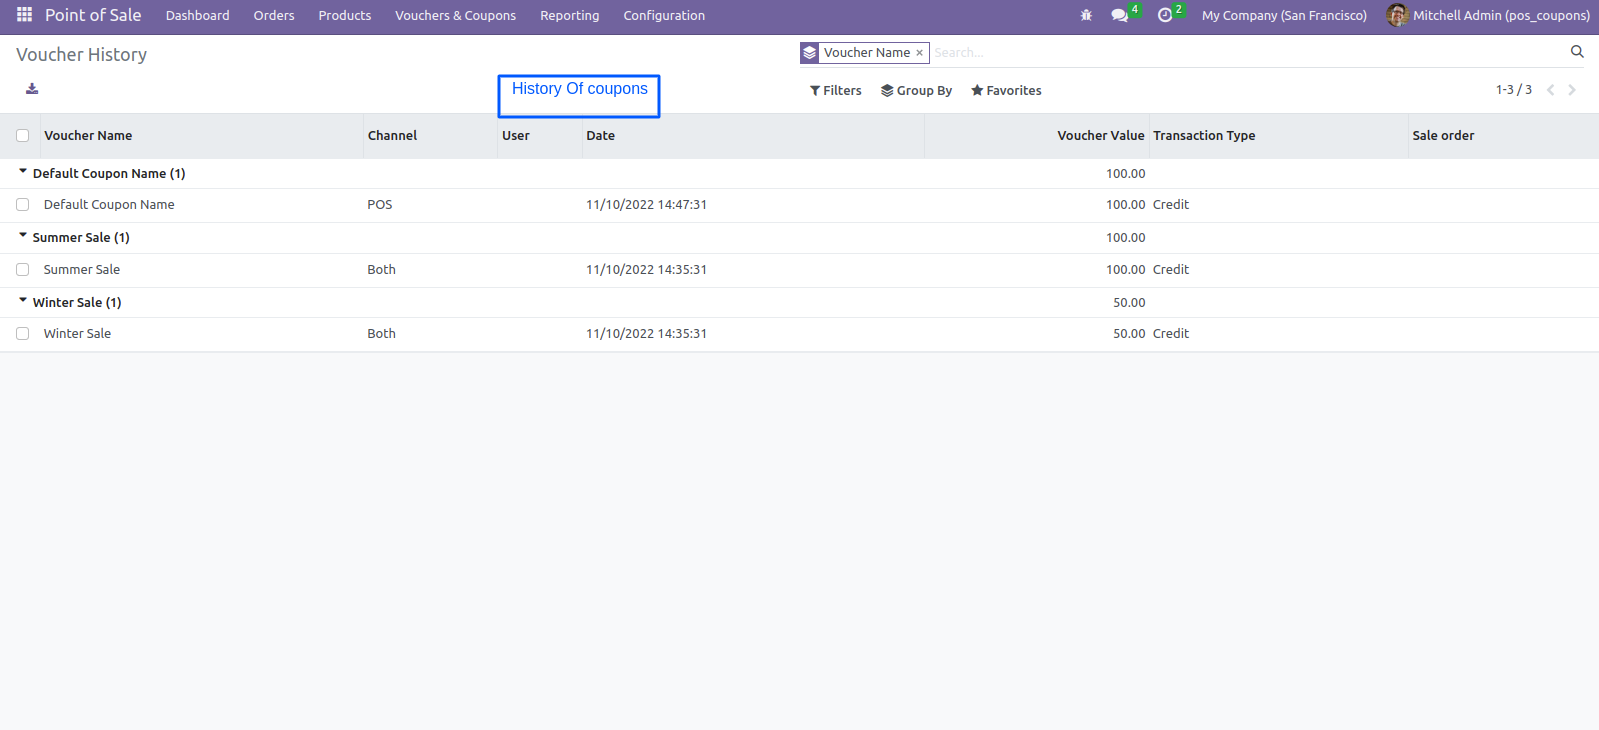 Point of Sale Dashboard Orders Products Vouchers & Coupons Reporting Configuration 4 2 My Company (San Francisco) Mitchell Admin (pos_coupons)
Voucher History Voucher Name × Search...
History Of coupons Filters Group By Favorites 1-3 / 3
Voucher Name Channel User Date Voucher Value Transaction Type Sale order
Default Coupon Name (1) 100.00
Default Coupon Name POS 11/10/2022 14:47:31 100.00 Credit
Summer Sale (1) 100.00
Summer Sale Both 11/10/2022 14:35:31 100.00 Credit
Winter Sale (1) 50.00
Winter Sale Both 11/10/2022 14:35:31 50.00 Credit